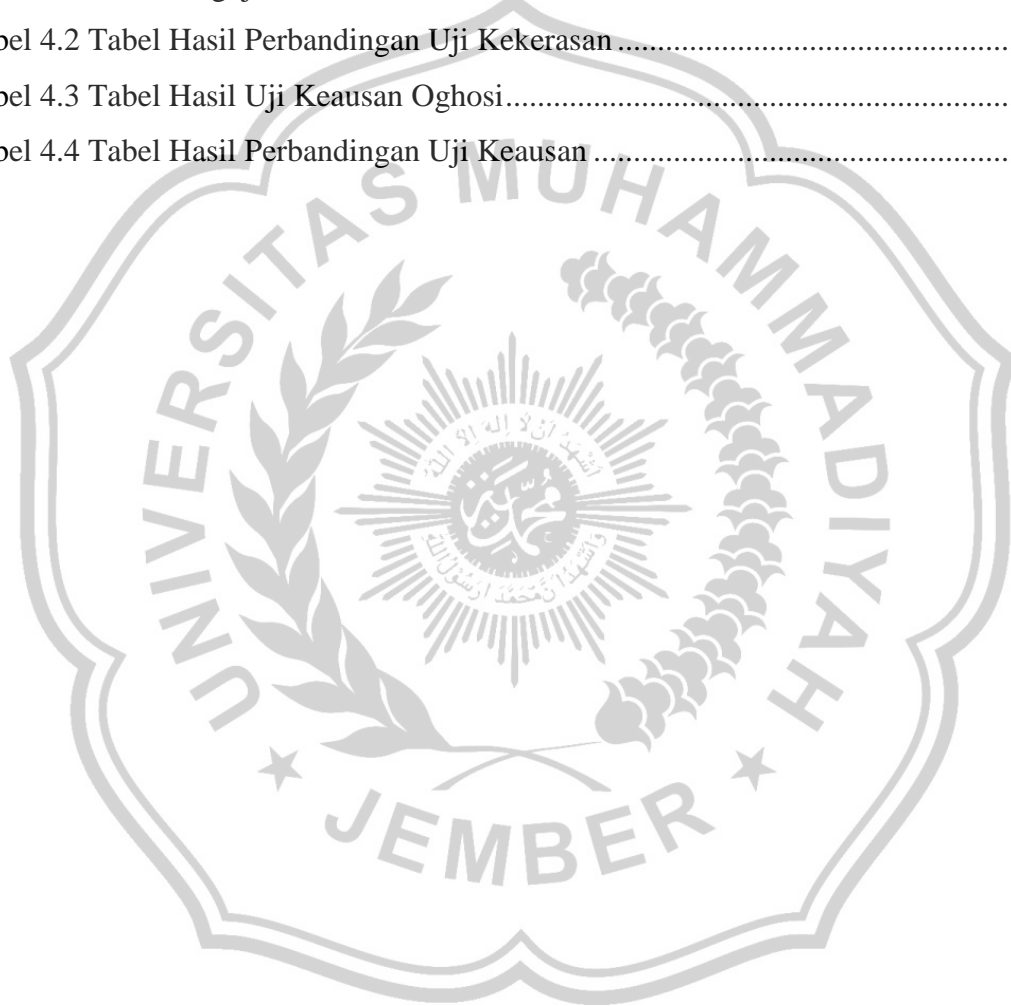 bel 4.2 Tabel Hasil Perbandingan Uji Kekerasan ................................................
bel 4.3 Tabel Hasil Uji Keausan Oghosi..............................................................
bel 4.4 Tabel Hasil Perbandingan Uji Keausan ...................................................
UNIVERSITAS MUHAMMADIYAH
JEMBER